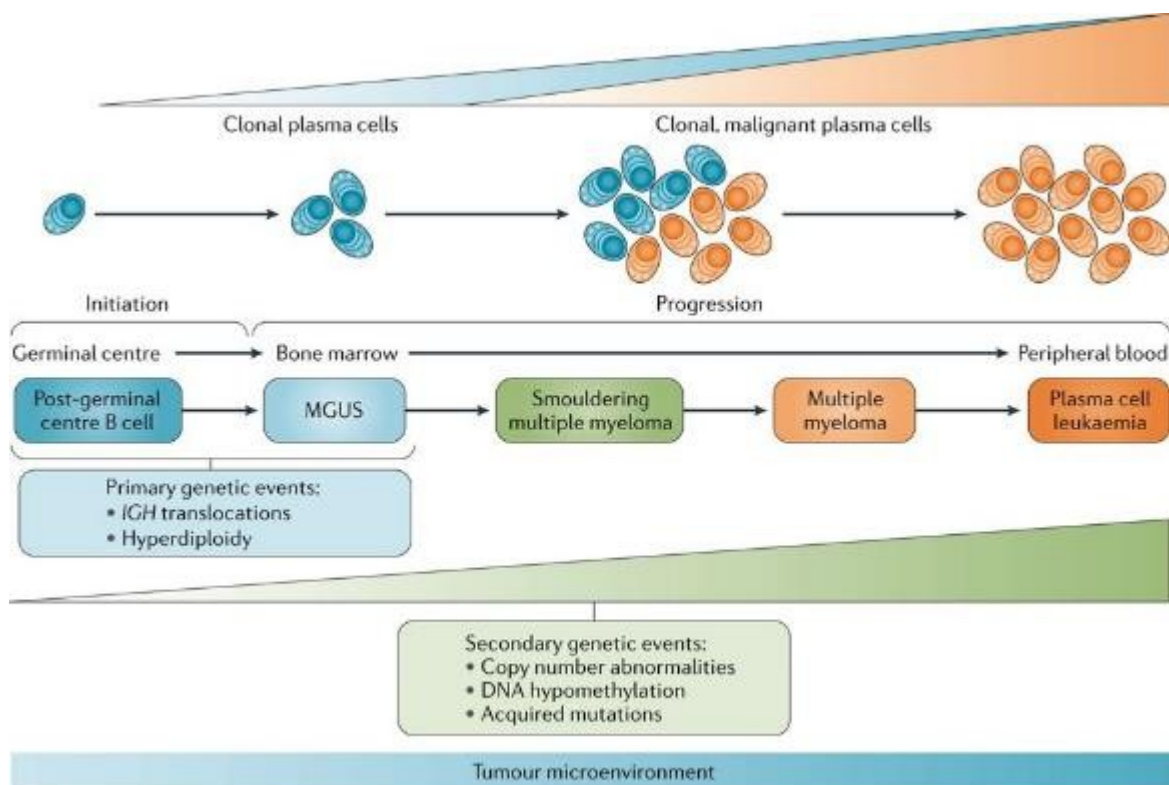 Clonal plasma cells
Clonal, malignant plasma cells
Initiation
Progression
Germinal centre
Bone marrow
Peripheral blood
Post-germinal
centre B cell
MGUS
Smouldering
multiple myeloma
Multiple
myeloma
Plasma cell
leukaemia
Primary genetic events:
• IGH translocations
• Hyperdiploidy
Secondary genetic events:
• Copy number abnormalities
• DNA hypomethylation
• Acquired mutations
Tumour microenvironment